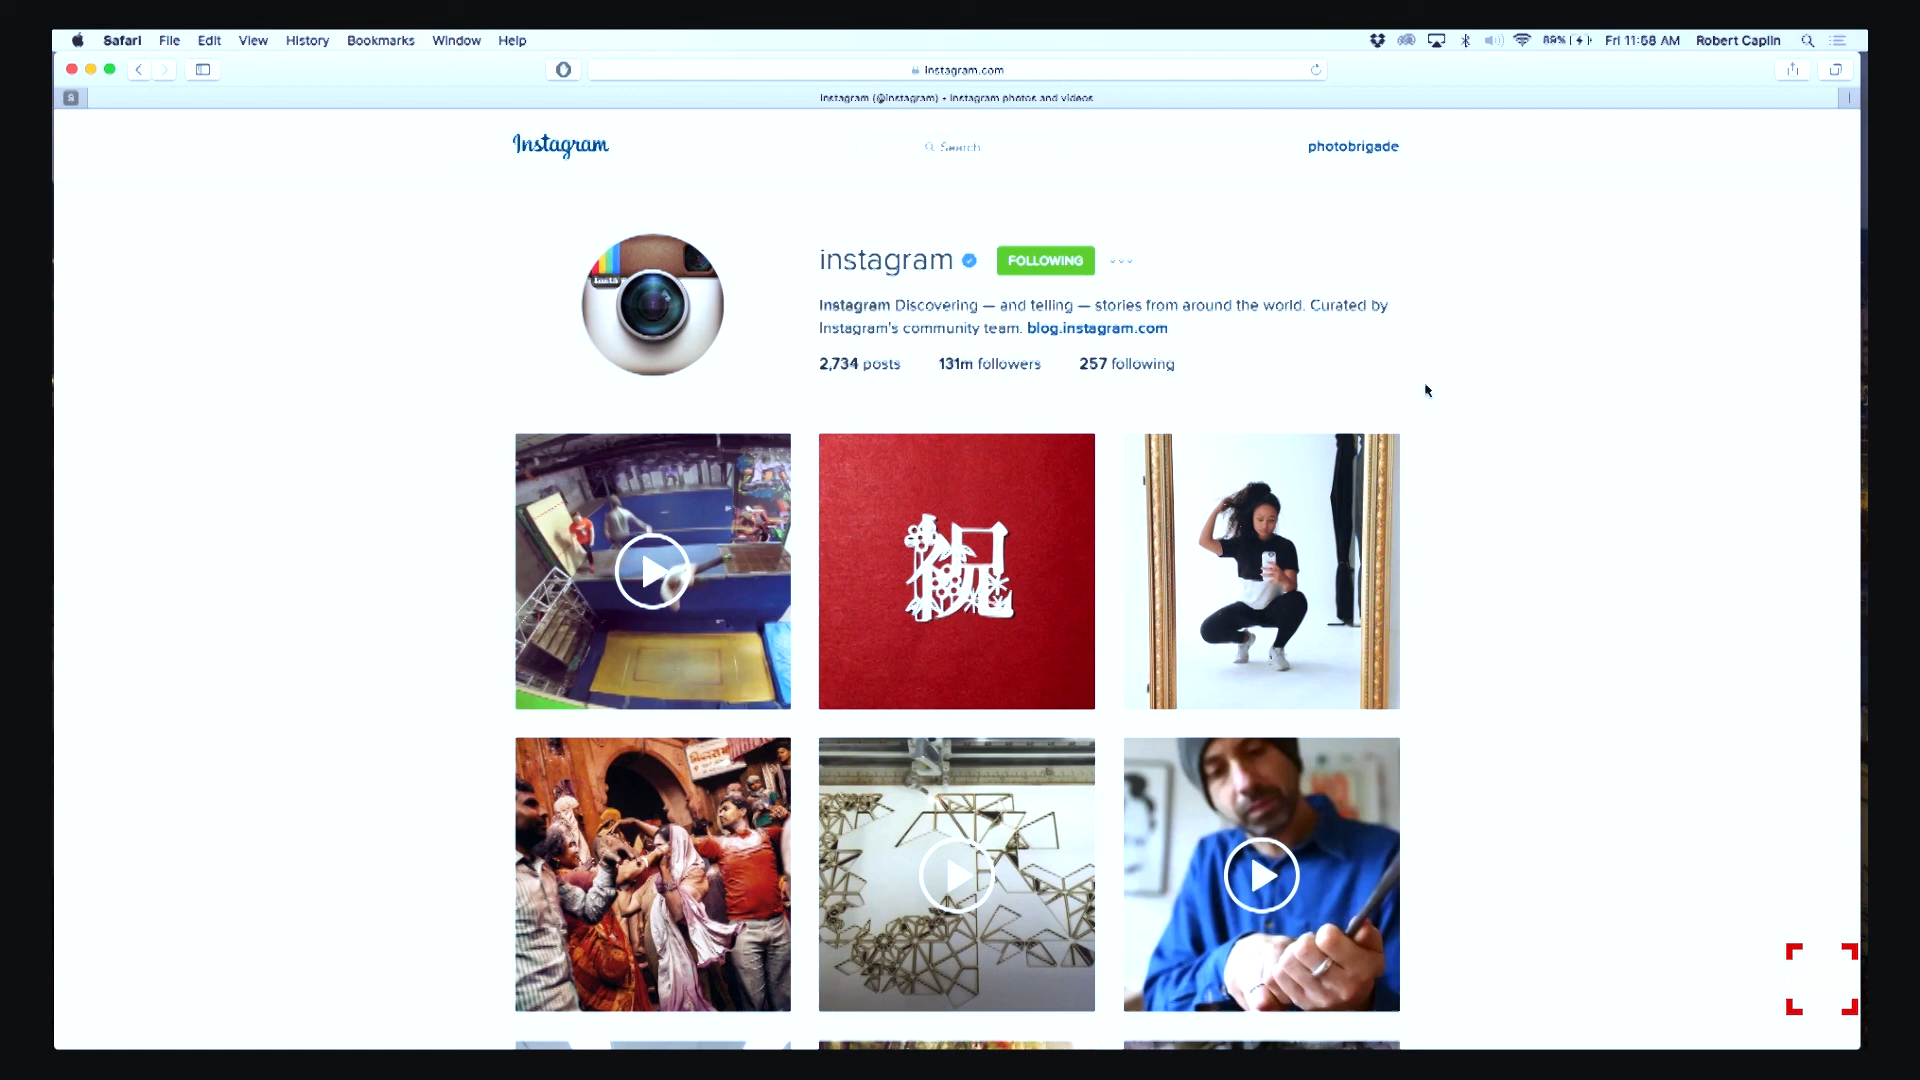 Safari File Edit View History Bookmarks Window Help 89% Fri 11:58 AM Robert Caplin
instagram.com
Instagram (@instagram) • Instagram photos and videos
Instagram Search photobrigade
Insta
instagram FOLLOWING
Instagram Discovering — and telling — stories from around the world. Curated by
Instagram's community team. blog.instagram.com
2,734 posts 131m followers 257 following
祝